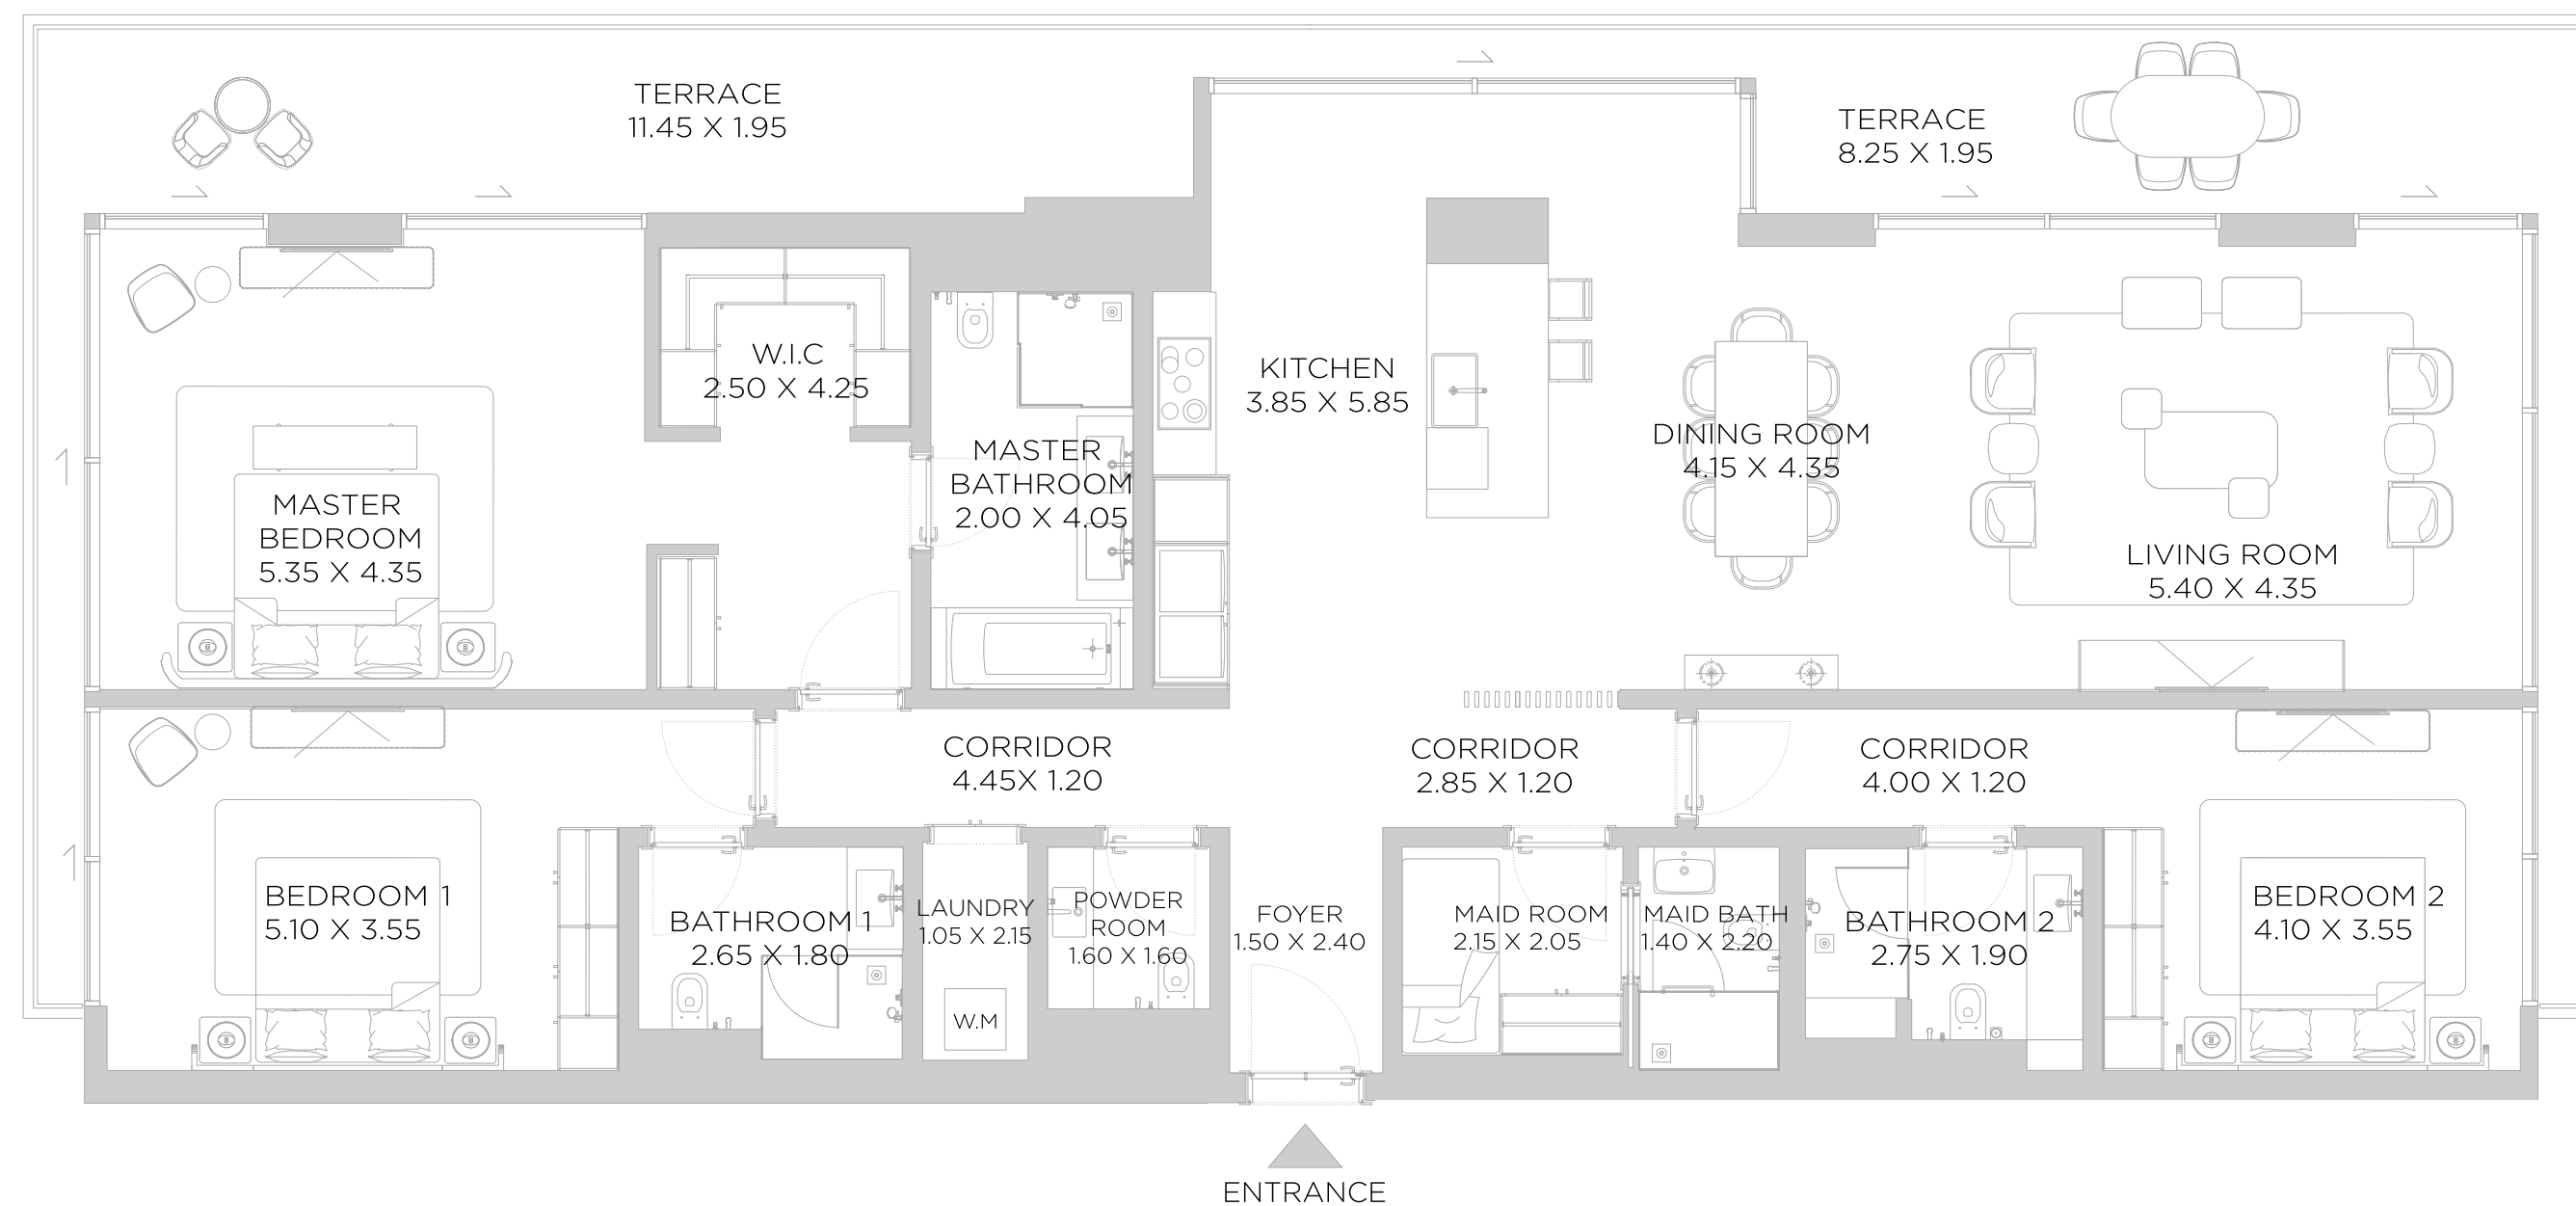 TERRACE
11.45 X 1.95
TERRACE
8.25 X 1.95
W.I.C
2.50 X 4.25
KITCHEN
3.85 X 5.85
MASTER
BATHROOM
2.00 X 4.05
DINING ROOM
4.15 X 4.35
MASTER
BEDROOM
5.35 X 4.35
LIVING ROOM
5.40 X 4.35
CORRIDOR
4.45X 1.20
CORRIDOR
2.85 X 1.20
CORRIDOR
4.00 X 1.20
BEDROOM 1
5.10 X 3.55
BATHROOM 1
2.65 X 1.80
LAUNDRY
1.05 X 2.15
W.M
POWDER
ROOM
1.60 X 1.60
FOYER
1.50 X 2.40
MAID ROOM
2.15 X 2.05
MAID BATH
1.40 X 2.20
BATHROOM 2
2.75 X 1.90
BEDROOM 2
4.10 X 3.55
ENTRANCE